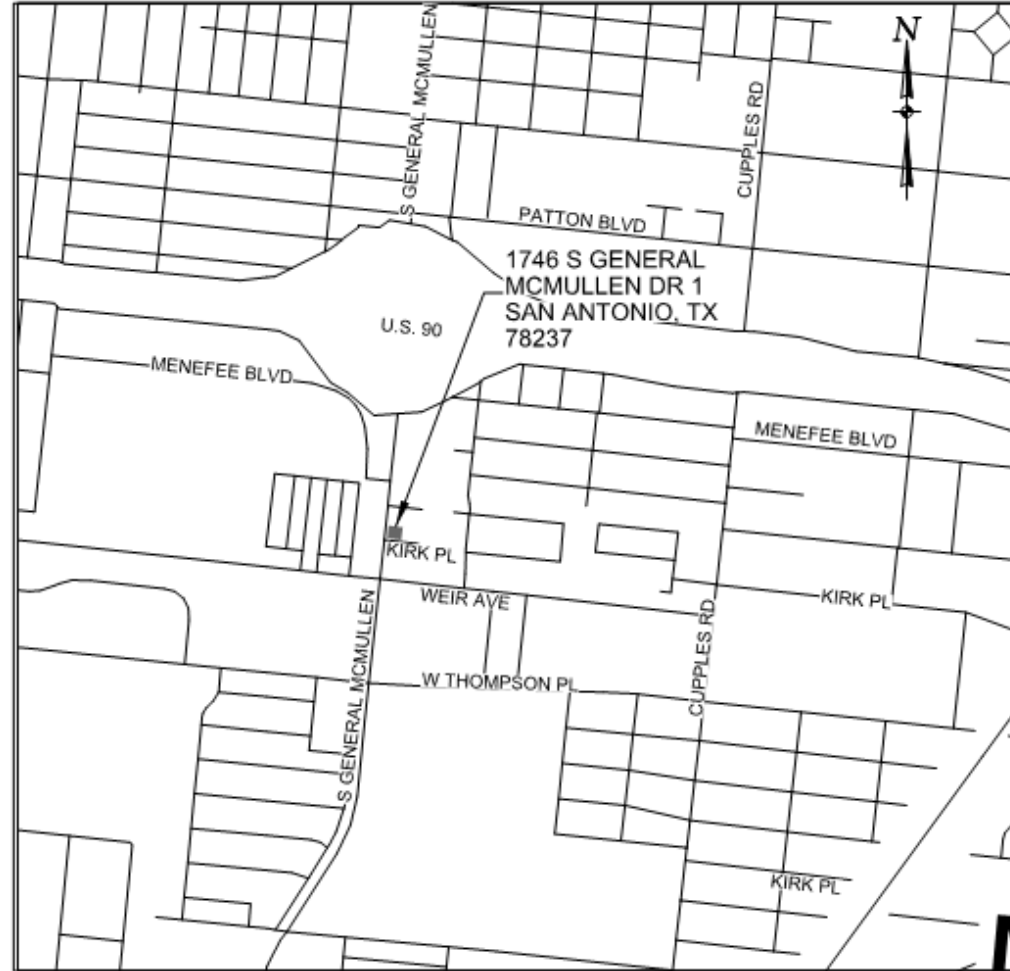 S GENERAL MCMULLEN
N
CUPPLES RD
PATTON BLVD
1746 S GENERAL
MCMULLEN DR 1
SAN ANTONIO, TX
78237
U.S. 90
MENEFEE BLVD
MENEFEE BLVD
KIRK PL
WEIR AVE
KIRK PL
CUPPLES RD
S GENERAL MCMULLEN
W THOMPSON PL
KIRK PL